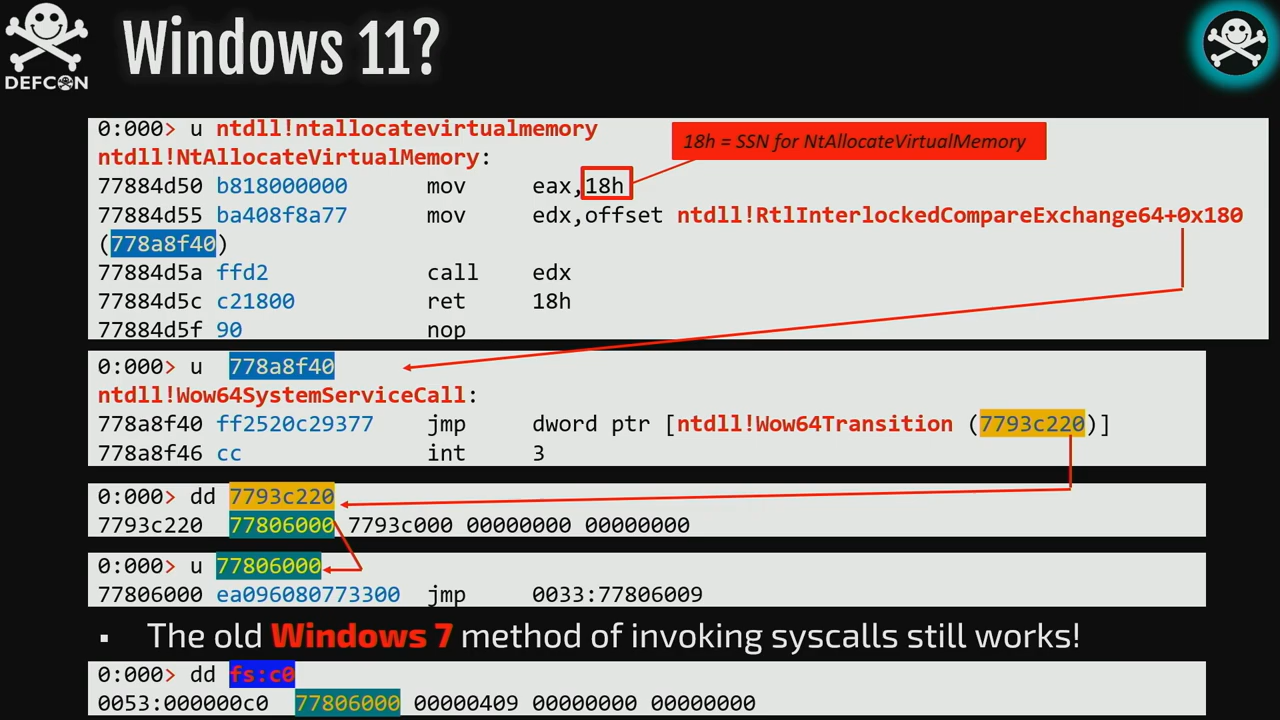 DEFCON
Windows 11?
0:000> u ntdll!ntallocatevirtualmemory
18h = SSN for NtAllocateVirtualMemory
ntdll!NtAllocateVirtualMemory:
77884d50 b818000000 mov eax,18h
77884d55 ba408f8a77 mov edx,offset ntdll!RtlInterlockedCompareExchange64+0x180
(778a8f40)
77884d5a ffd2 call edx
77884d5c c21800 ret 18h
77884d5f 90 nop
0:000> u 778a8f40
ntdll!Wow64SystemServiceCall:
778a8f40 ff2520c29377 jmp dword ptr [ntdll!Wow64Transition (7793c220)]
778a8f46 cc int 3
0:000> dd 7793c220
7793c220 77806000 7793c000 00000000 00000000
0:000> u 77806000
77806000 ea096080773300 jmp 0033:77806009
▪ The old Windows 7 method of invoking syscalls still works!
0:000> dd fs:c0
0053:000000c0 77806000 00000409 00000000 00000000